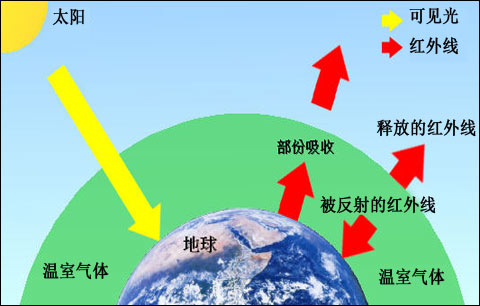 太阳
可见光
红外线
释放的红外线
部份吸收
被反射的红外线
地球
温室气体
温室气体